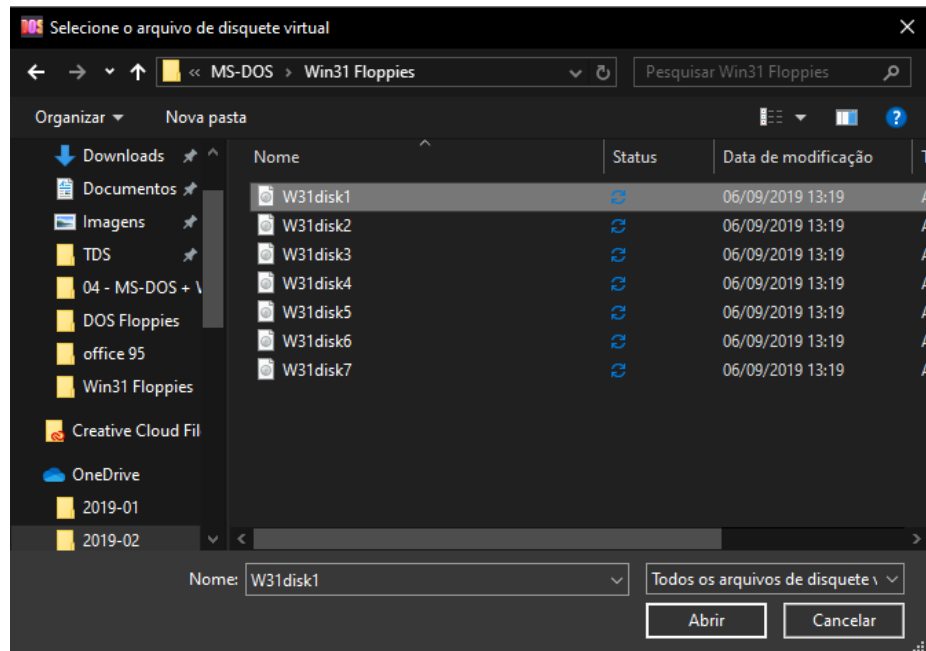 DOS Selecione o arquivo de disquete virtual
« MS-DOS > Win31 Floppies
Pesquisar Win31 Floppies
Organizar Nova pasta
Nome Status Data de modificação
Downloads
Documentos
Imagens
TDS
04 - MS-DOS +
DOS Floppies
office 95
Win31 Floppies
Creative Cloud Fil
OneDrive
2019-01
2019-02
W31disk1 06/09/2019 13:19
W31disk2 06/09/2019 13:19
W31disk3 06/09/2019 13:19
W31disk4 06/09/2019 13:19
W31disk5 06/09/2019 13:19
W31disk6 06/09/2019 13:19
W31disk7 06/09/2019 13:19
Nome: W31disk1
Todos os arquivos de disquete
Abrir Cancelar